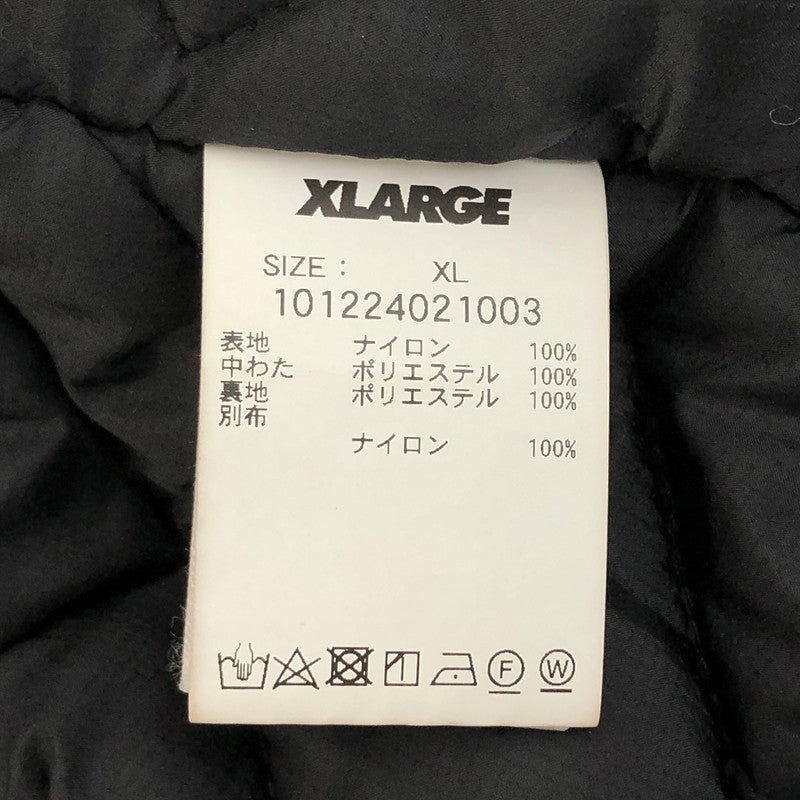 XLARGE
SIZE : XL
101224021003
表地 ナイロン 100%
中わた ポリエステル 100%
裏地 ポリエステル 100%
別布
ナイロン 100%
F W